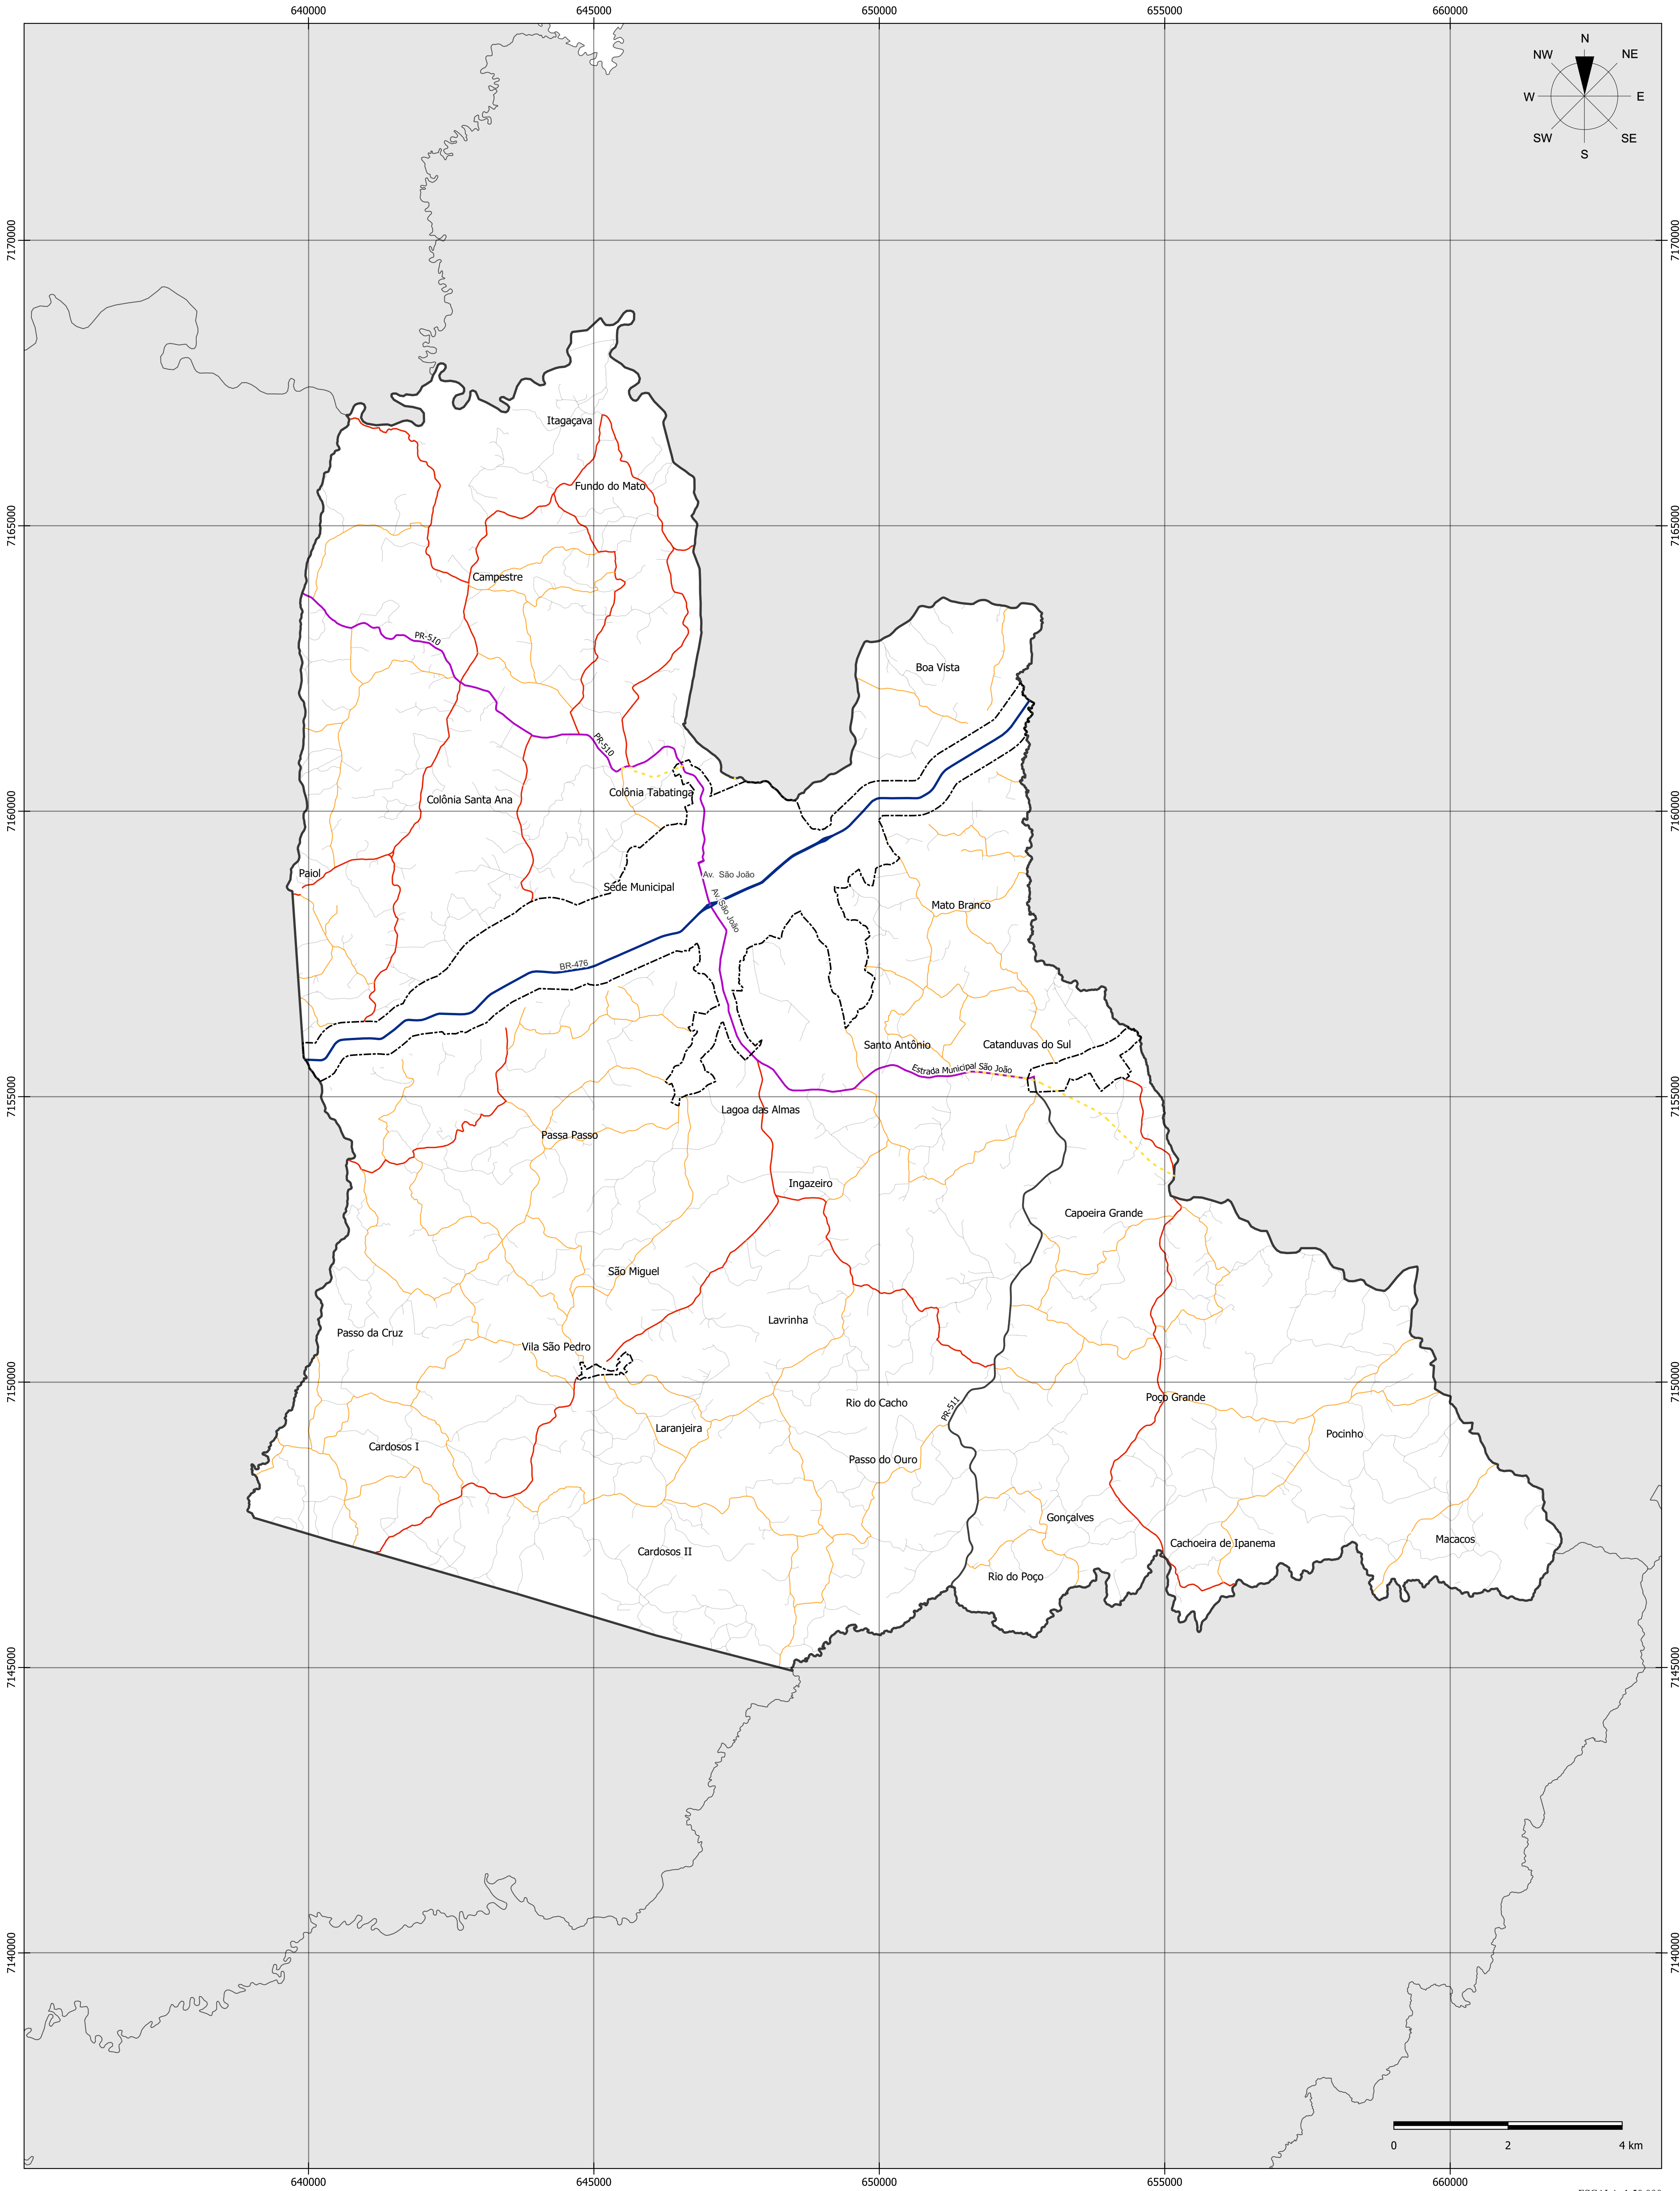 640000
645000
650000
655000
660000
N
NW
NE
W
E
SW
SE
S
7170000
7170000
Itagaçava
Fundo do Mato
7165000
7165000
Campestre
PR-510
Boa Vista
PR-510
Colônia Tabatinga
Colônia Santa Ana
7160000
7160000
Paiol
Av. São João
Sede Municipal
Av. São João
Mato Branco
BR-476
Santo Antônio
Catanduvas do Sul
Estrada Municipal São João
7155000
7155000
Lagoa das Almas
Passa Passo
Ingazeiro
Capoeira Grande
São Miguel
Lavrinha
Passo da Cruz
Vila São Pedro
7150000
7150000
Poço Grande
Rio do Cacho
PR-511
Laranjeira
Pocinho
Cardosos I
Passo do Ouro
Gonçalves
Macacos
Cachoeira de Ipanema
Cardosos II
Rio do Poço
7145000
7145000
7140000
7140000
0
2
4 km
640000
645000
650000
655000
660000